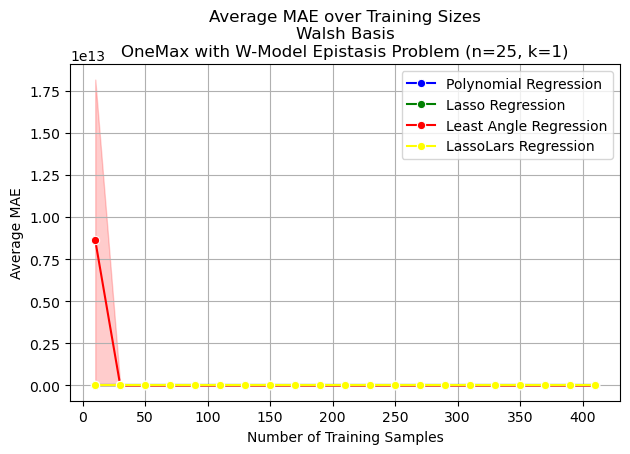 Average MAE over Training Sizes
Walsh Basis
OneMax with W-Model Epistasis Problem (n=25, k=1)
1e13
Polynomial Regression
Lasso Regression
Least Angle Regression
LassoLars Regression
Average MAE
1.75
1.50
1.25
1.00
0.75
0.50
0.25
0.00
0 50 100 150 200 250 300 350 400
Number of Training Samples